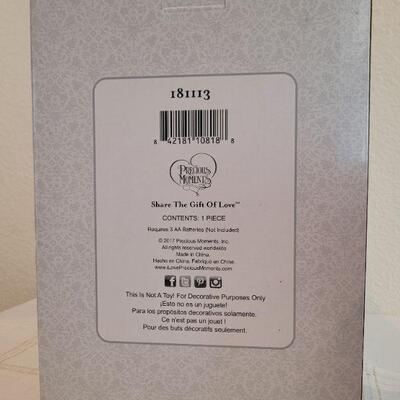 181113
8 42181 10818 8
PRECIOUS
MOMENTS
Share The Gift Of Love™
CONTENTS: 1 PIECE
Requires 3 AA Batteries (Not Included)
© 2017 Precious Moments, Inc.
All rights reserved worldwide
Made in China.
Hecho en China. Fabriqué en Chine.
www.iLovePreciousMoments.com
This Is Not A Toy! For Decorative Purposes Only
¡Esto no es un juguete!
Para los propósitos decorativos solamente.
Ce n'est pas un jouet !
Pour des buts décoratifs seulement.